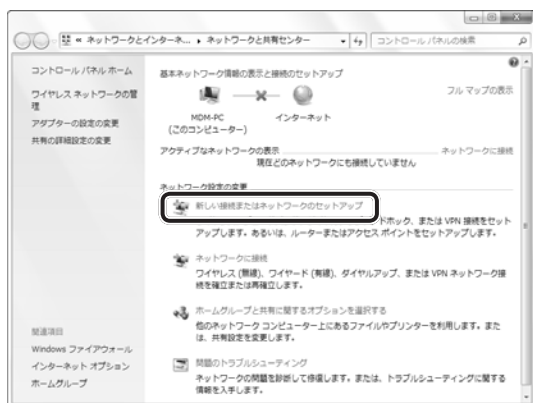 « ネットワークとインターネ... ▸ ネットワークと共有センター
コントロール パネルの検索
コントロール パネル ホーム
ワイヤレス ネットワークの管
理
アダプターの設定の変更
共有の詳細設定の変更
基本ネットワーク情報の表示と接続のセットアップ
フル マップの表示
MDM-PC
(このコンピューター)
インターネット
アクティブなネットワークの表示
ネットワークに接続
現在どのネットワークにも接続していません
ネットワーク設定の変更
新しい接続またはネットワークのセットアップ
ドホック、または VPN 接続をセット
アップします。あるいは、ルーターまたはアクセス ポイントをセットアップします。
ネットワークに接続
ワイヤレス (無線)、ワイヤード (有線)、ダイヤルアップ、または VPN ネットワーク接
続を確立または再確立します。
ホームグループと共有に関するオプションを選択する
他のネットワーク コンピューター上にあるファイルやプリンターを利用します。また
は、共有設定を変更します。
問題のトラブルシューティング
ネットワークの問題を診断して修復します。または、トラブルシューティングに関する
情報を入手します。
関連項目
Windows ファイアウォール
インターネット オプション
ホームグループ